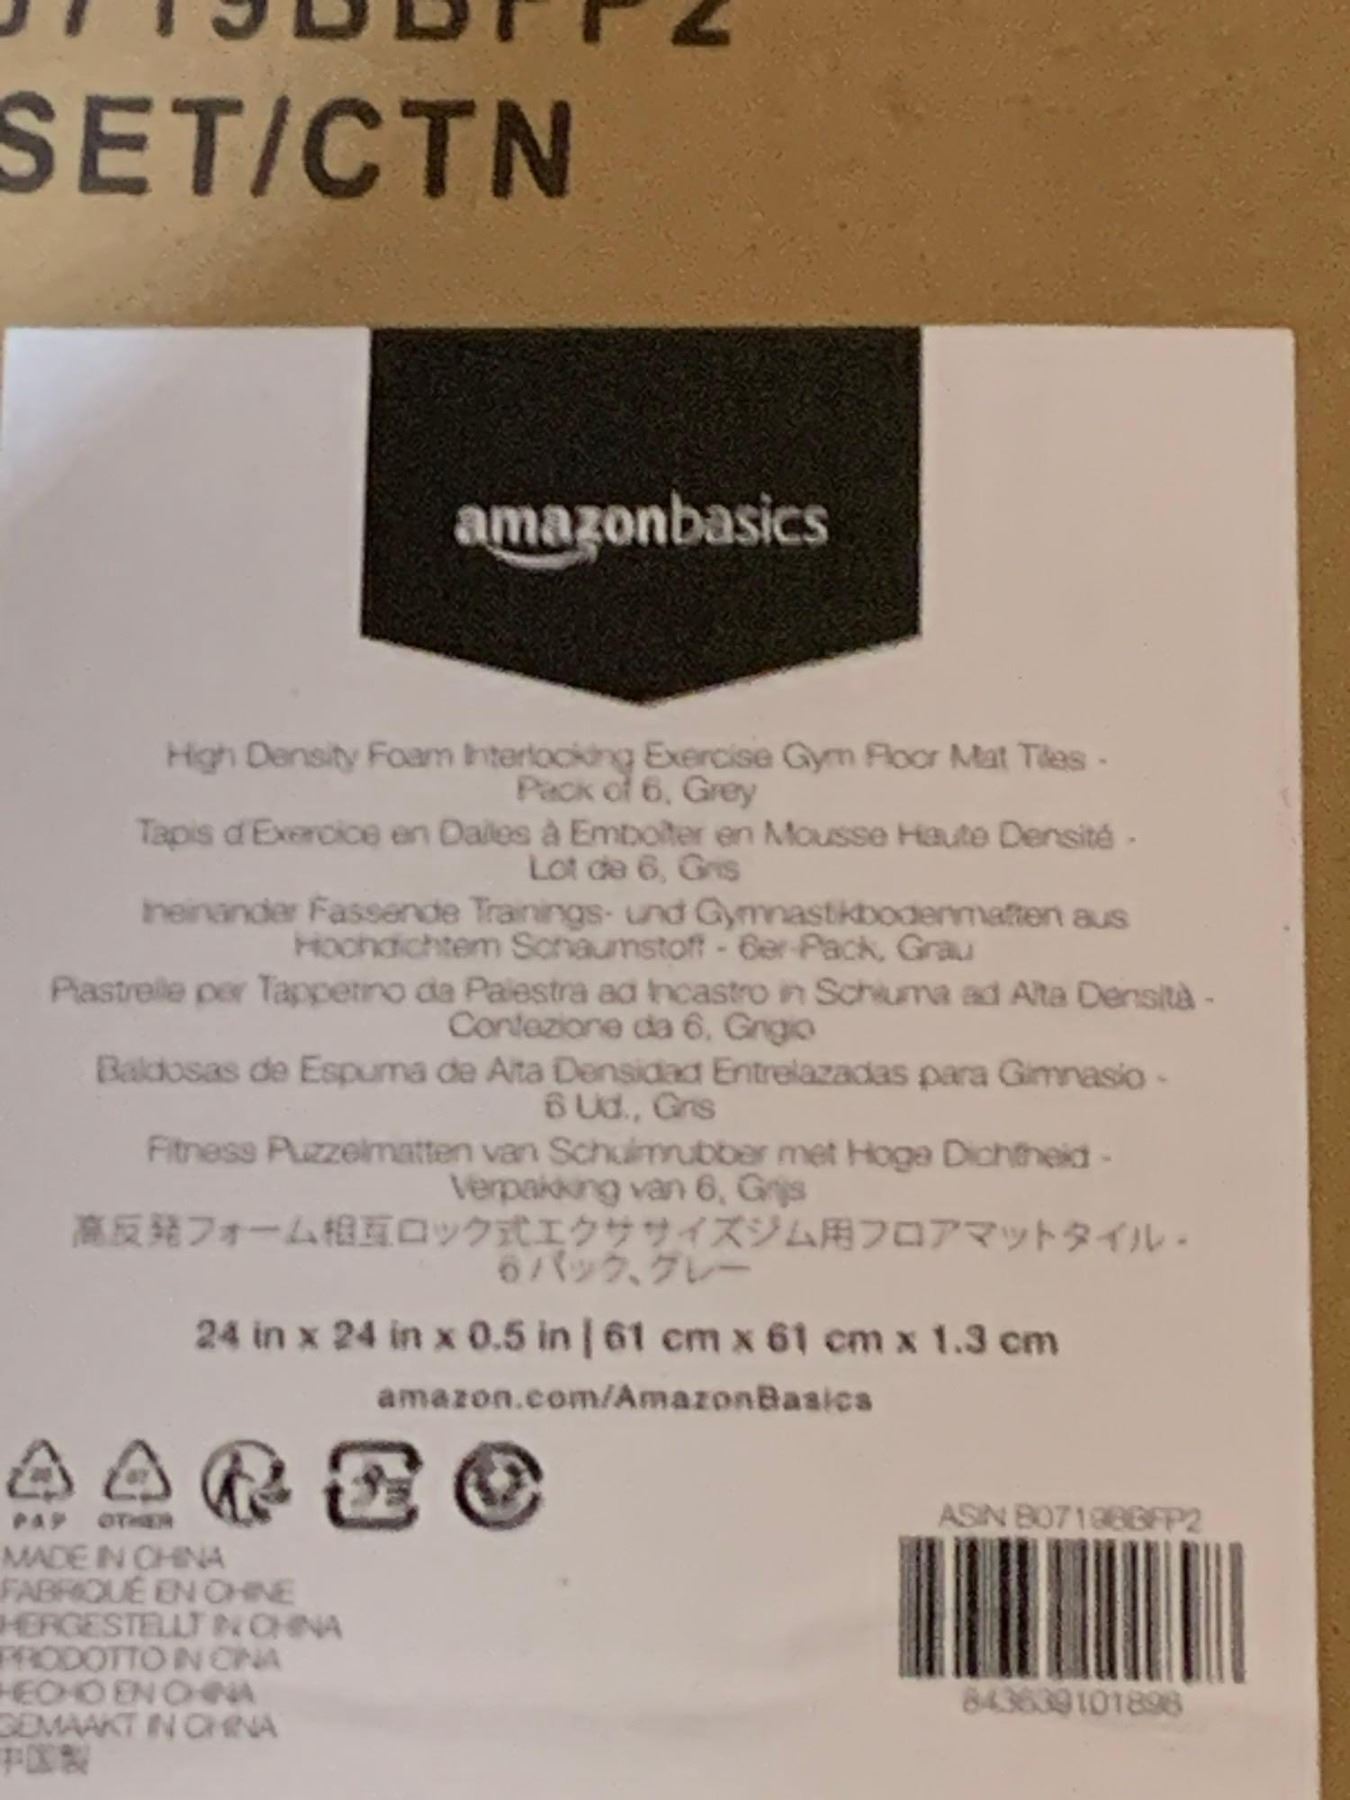 0719BBFP2
SET/CTN
amazonbasics
High Density Foam Interlocking Exercise Gym Floor Mat Tiles -
Pack of 6, Grey
Tapis d'Exercice en Dalles à Emboîter en Mousse Haute Densité -
Lot de 6, Gris
Ineinander Fassende Trainings- und Gymnastikbodenmatten aus
Hochdichtem Schaumstoff - 6er-Pack, Grau
Piastrelle per Tappetino da Palestra ad Incastro in Schiuma ad Alta Densità -
Confezione da 6, Grigio
Baldosas de Espuma de Alta Densidad Entrelazadas para Gimnasio -
6 Ud., Gris
Fitness Puzzelmatten van Schuimrubber met Hoge Dichtheid -
Verpakking van 6, Grijs
高反発フォーム相互ロック式エクササイズジム用フロアマットタイル -
6パック、グレー
24 in x 24 in x 0.5 in | 61 cm x 61 cm x 1.3 cm
amazon.com/AmazonBasics
PAP OTHER
07
ASIN B0719BBFP2
841639101896
MADE IN CHINA
FABRIQUÉ EN CHINE
HERGESTELLT IN CHINA
PRODOTTO IN CINA
HECHO EN CHINA
GEMAAKT IN CHINA
中国製